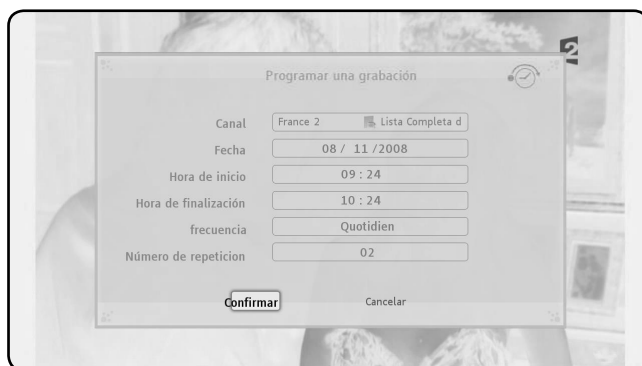 2
Programar una grabación
Canal France 2 Lista Completa d
Fecha 08 / 11 /2008
Hora de inicio 09 : 24
Hora de finalización 10 : 24
frecuencia Quotidien
Número de repeticion 02
Confirmar Cancelar